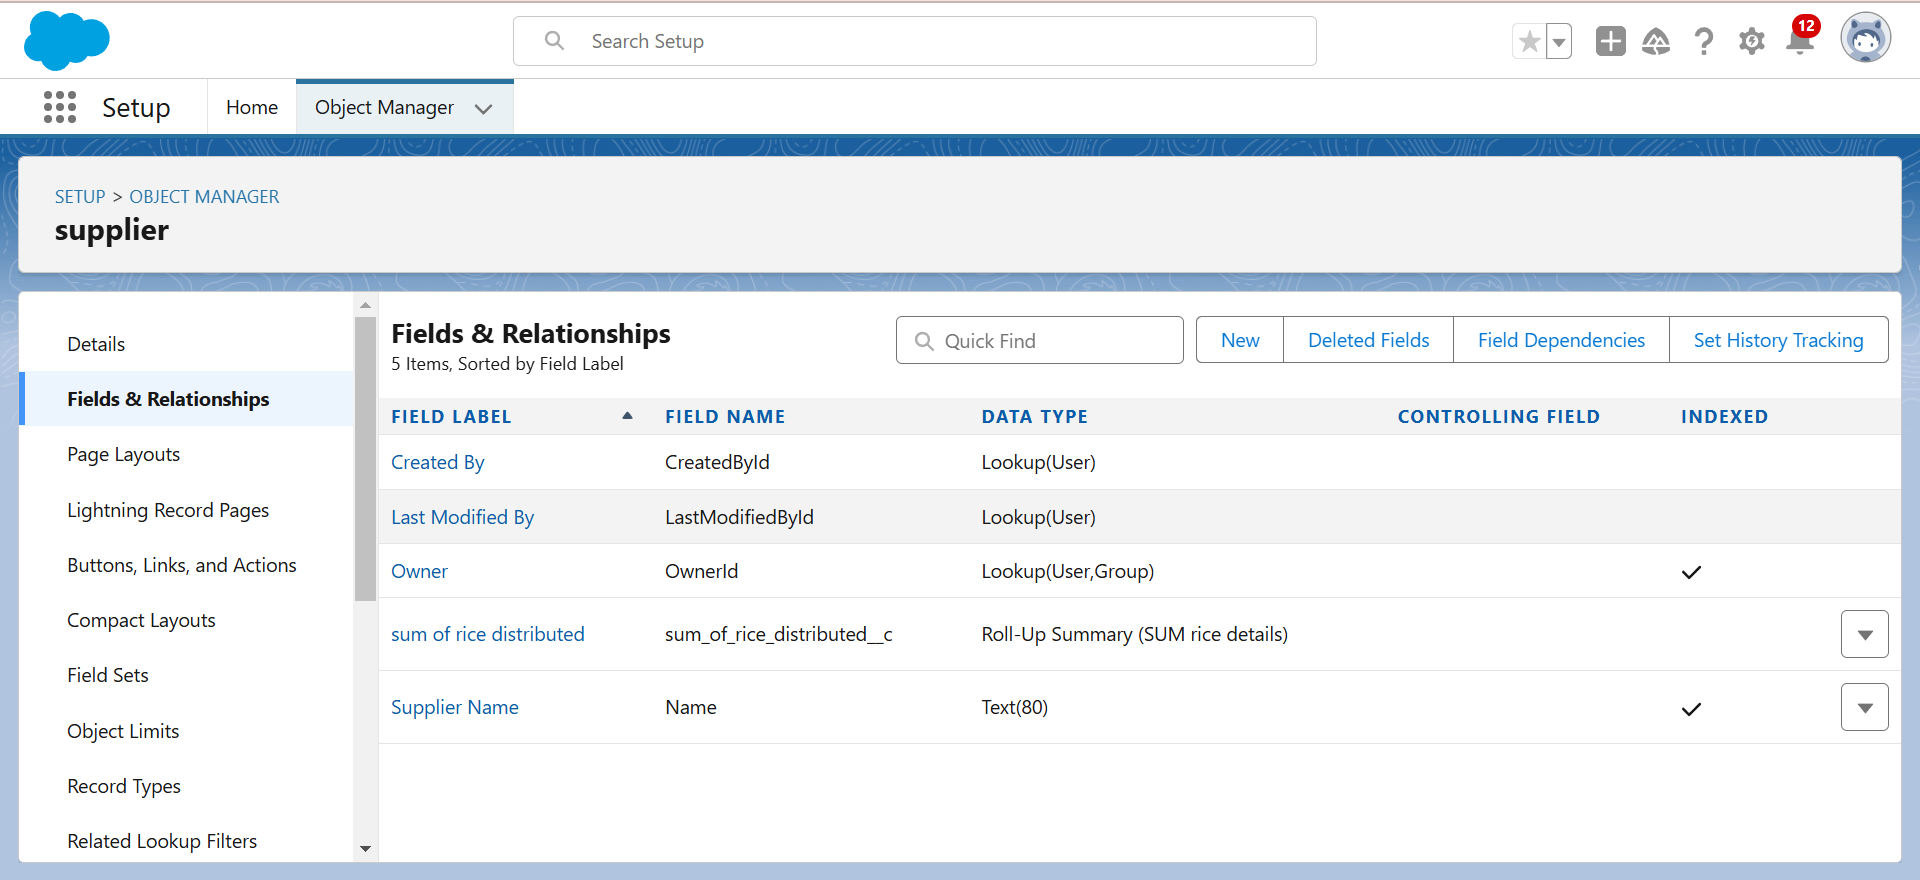 Search Setup
12
Setup
Home
Object Manager
SETUP > OBJECT MANAGER
supplier
Details
Fields & Relationships
Page Layouts
Lightning Record Pages
Buttons, Links, and Actions
Compact Layouts
Field Sets
Object Limits
Record Types
Related Lookup Filters
Fields & Relationships
5 Items, Sorted by Field Label
Quick Find
New
Deleted Fields
Field Dependencies
Set History Tracking
FIELD LABEL FIELD NAME DATA TYPE CONTROLLING FIELD INDEXED
Created By CreatedById Lookup(User)
Last Modified By LastModifiedById Lookup(User)
Owner OwnerId Lookup(User,Group)
sum of rice distributed sum_of_rice_distributed__c Roll-Up Summary (SUM rice details)
Supplier Name Name Text(80)